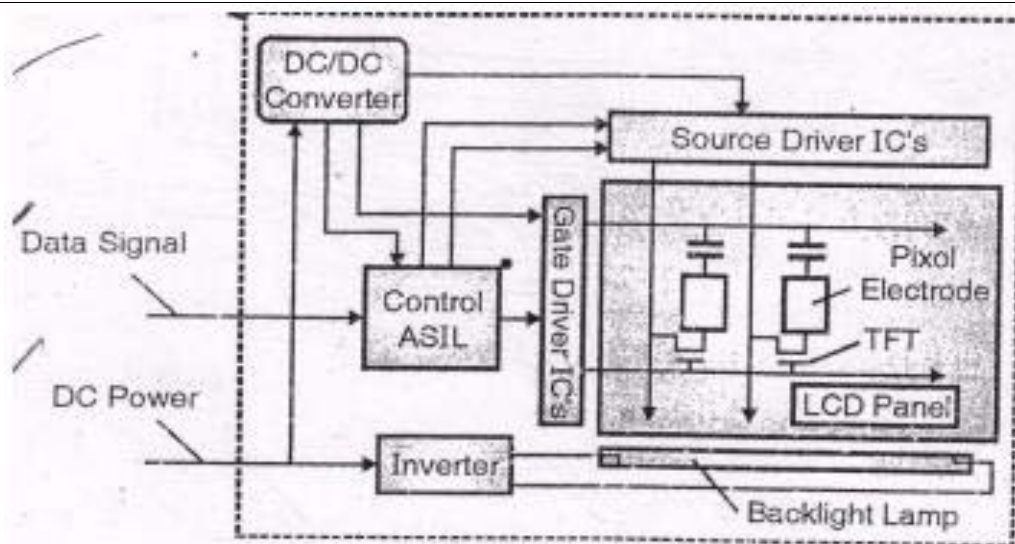 DC/DC
Converter
Source Driver IC's
Data Signal
Gate Driver IC's
Pixol
Electrode
Control
ASIL
TFT
DC Power
LCD Panel
Inverter
Backlight Lamp